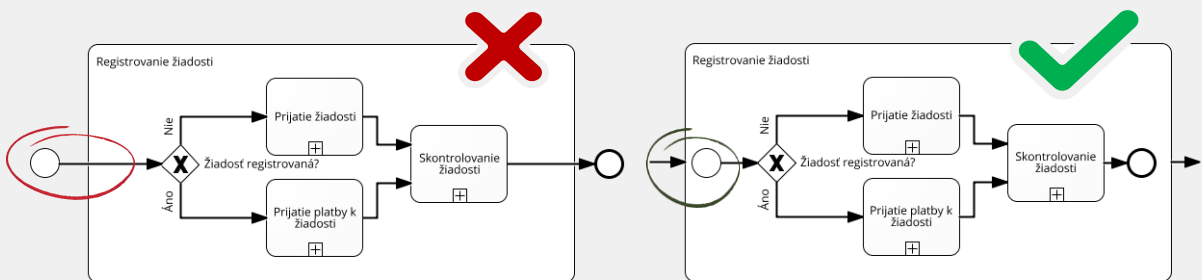 Registrovanie žiadosti
Nie
Prijatie žiadosti
Žiadosť registrovaná?
Skontrolovanie
žiadosti
Áno
Prijatie platby k
žiadosti
Registrovanie žiadosti
Nie
Prijatie žiadosti
Žiadosť registrovaná?
Skontrolovanie
žiadosti
Áno
Prijatie platby k
žiadosti